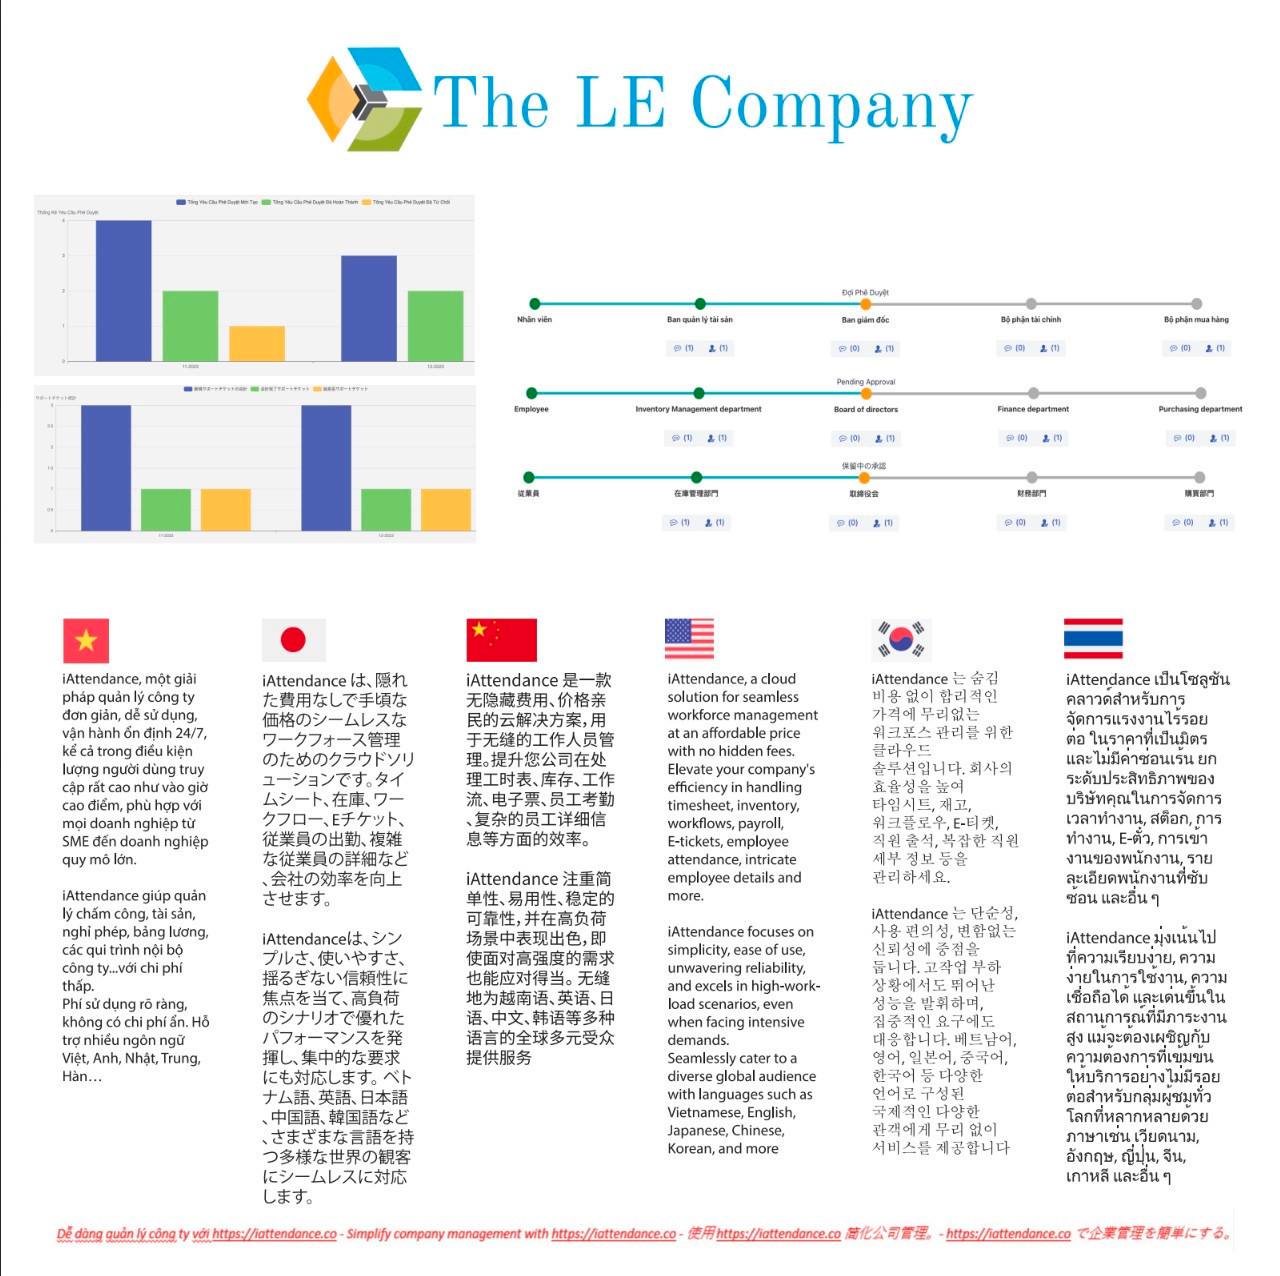 The LE Company
Tổng Yêu Cầu Phê Duyệt Mới Tạo Tổng Yêu Cầu Phê Duyệt Đã Hoàn Thành Tổng Yêu Cầu Phê Duyệt Đã Từ Chối
Thống Kê Yêu Cầu Phê Duyệt
4
3
2
1
0
11-2023 12-2023
サポートチケット統計
3
2.5
2
1.5
1
0.5
0
11-2023 12-2023
Đợi Phê Duyệt
Nhân viên Ban quản lý tài sản Ban giám đốc Bộ phận tài chính Bộ phận mua hàng
(1) (1) (0) (1) (0) (1) (0) (1)
Pending Approval
Employee Inventory Management department Board of directors Finance department Purchasing department
(1) (1) (0) (1) (0) (1) (0) (1)
保留中の承認
従業員 在庫管理部門 取締役会 財務部門 購買部門
(1) (1) (0) (1) (0) (1) (0) (1)
iAttendance, một giải
pháp quản lý công ty
đơn giản, dễ sử dụng,
vận hành ổn định 24/7,
kể cả trong điều kiện
lượng người dùng truy
cập rất cao như vào giờ
cao điểm, phù hợp với
mọi doanh nghiệp từ
SME đến doanh nghiệp
quy mô lớn.
iAttendance giúp quản
lý chấm công, tài sản,
nghỉ phép, bảng lương,
các qui trình nội bộ
công ty...với chi phí
thấp.
Phí sử dụng rõ ràng,
không có chi phí ẩn. Hỗ
trợ nhiều ngôn ngữ
Việt, Anh, Nhật, Trung,
Hàn…
iAttendance は、隠れ
た費用なしで手頃な
価格のシームレスな
ワークフォース管理
のためのクラウドソリ
ューションです。タイ
ムシート、在庫、ワー
クフロー、Eチケット、
従業員の出勤、複雑
な従業員の詳細など
、会社の効率を向上
させます。
iAttendanceは、シン
プルさ、使いやすさ、
揺るぎない信頼性に
焦点を当て、高負荷
のシナリオで優れた
パフォーマンスを発
揮し、集中的な要求
にも対応します。ベト
ナム語、英語、日本語
、中国語、韓国語など
、さまざまな言語を持
つ多様な世界の観客
にシームレスに対応
します。
iAttendance 是一款
无隐藏费用、价格亲
民的云解决方案，用
于无缝的工作人员管
理。提升您公司在处
理工时表、库存、工作
流、电子票、员工考勤
、复杂的员工详细信
息等方面的效率。
iAttendance 注重简
单性、易用性、稳定的
可靠性，并在高负荷
场景中表现出色，即
使面对高强度的需求
也能应对得当。无缝
地为越南语、英语、日
语、中文、韩语等多种
语言的全球多元受众
提供服务
iAttendance, a cloud
solution for seamless
workforce management
at an affordable price
with no hidden fees.
Elevate your company's
efficiency in handling
timesheet, inventory,
workflows, payroll,
E-tickets, employee
attendance, intricate
employee details and
more.
iAttendance focuses on
simplicity, ease of use,
unwavering reliability,
and excels in high-work-
load scenarios, even
when facing intensive
demands.
Seamlessly cater to a
diverse global audience
with languages such as
Vietnamese, English,
Japanese, Chinese,
Korean, and more
iAttendance 는 숨김
비용 없이 합리적인
가격에 무리없는
워크포스 관리를 위한
클라우드
솔루션입니다. 회사의
효율성을 높여
타임시트, 재고,
워크플로우, E-티켓,
직원 출석, 복잡한 직원
세부 정보 등을
관리하세요.
iAttendance 는 단순성,
사용 편의성, 변함없는
신뢰성에 중점을
둡니다. 고작업 부하
상황에서도 뛰어난
성능을 발휘하며,
집중적인 요구에도
대응합니다. 베트남어,
영어, 일본어, 중국어,
한국어 등 다양한
언어로 구성된
국제적인 다양한
관객에게 무리 없이
서비스를 제공합니다
iAttendance เป็นโซลูชัน
คลาวด์สำหรับการ
จัดการแรงงานไร้รอย
ต่อ ในราคาที่เป็นมิตร
และไม่มีค่าซ่อนเร้น ยก
ระดับประสิทธิภาพของ
บริษัทคุณในการจัดการ
เวลาทำงาน, สต็อก, การ
ทำงาน, E-ตั๋ว, การเข้า
งานของพนักงาน, ราย
ละเอียดพนักงานที่ซับ
ซ้อน และอื่น ๆ
iAttendance มุ่งเน้นไป
ที่ความเรียบง่าย, ความ
ง่ายในการใช้งาน, ความ
เชื่อถือได้ และเด่นขึ้นใน
สถานการณ์ที่มีภาระงาน
สูง แม้จะต้องเผชิญกับ
ความต้องการที่เข้มข้น
ให้บริการอย่างไม่มีรอย
ต่อสำหรับกลุ่มผู้ชมทั่ว
โลกที่หลากหลายด้วย
ภาษาเช่น เวียดนาม,
อังกฤษ, ญี่ปุ่น, จีน,
เกาหลี และอื่น ๆ
Dễ dàng quản lý công ty với https://iattendance.co - Simplify company management with https://iattendance.co - 使用 https://iattendance.co 简化公司管理。- https://iattendance.co で企業管理を簡単にする。